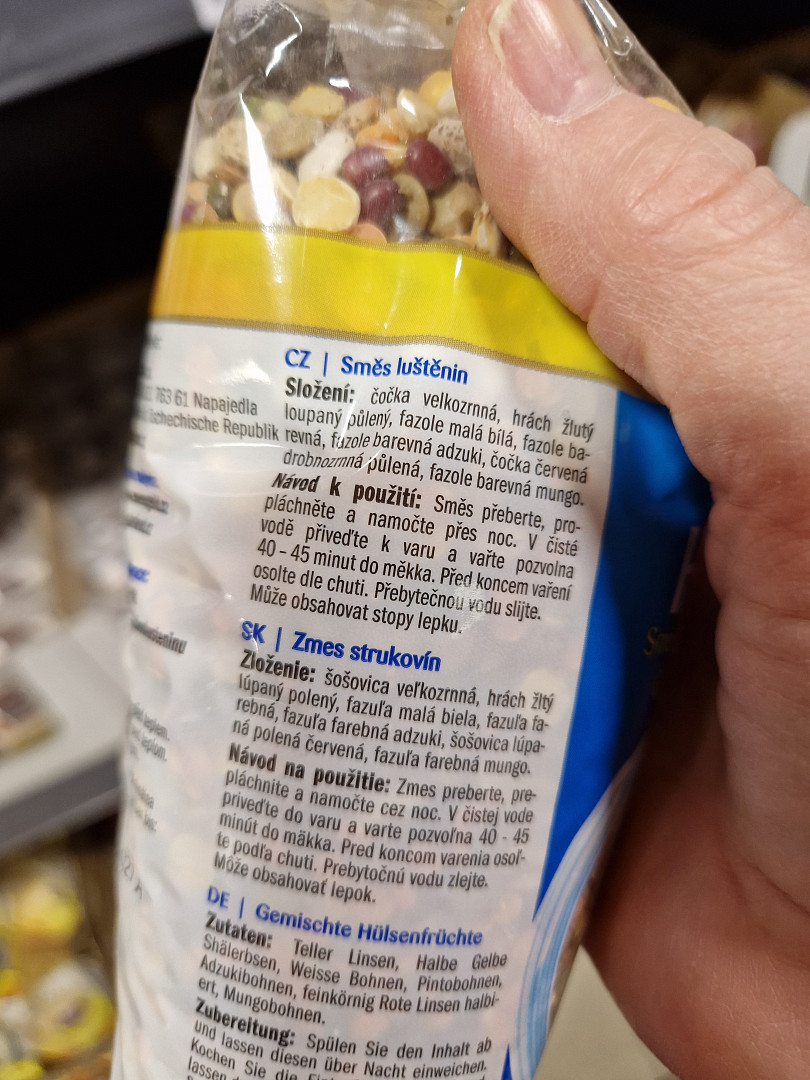 763 61 Napajedla
Tschechische Republik
CZ | Směs luštěnin
Složení: čočka velkozrnná, hrách žlutý
loupaný půlený, fazole malá bílá, fazole ba-
revná, fazole barevná adzuki, čočka červená
drobnozrnná půlená, fazole barevná mungo.
Návod k použití: Směs přeberte, pro-
pláchněte a namočte přes noc. V čisté
vodě přiveďte k varu a vařte pozvolna
40 – 45 minut do měkka. Před koncem vaření
osolte dle chuti. Přebytečnou vodu slijte.
Může obsahovat stopy lepku.
SK | Zmes strukovín
Zloženie: šošovica veľkozrnná, hrách žltý
lúpaný polený, fazuľa malá biela, fazuľa fa-
rebná, fazuľa farebná adzuki, šošovica lúpa-
ná polená červená, fazuľa farebná mungo.
Návod na použitie: Zmes preberte, pre-
pláchnite a namočte cez noc. V čistej vode
priveďte do varu a varte pozvoľna 40 - 45
minút do mäkka. Pred koncom varenia osoľ-
te podľa chuti. Prebytočnú vodu zlejte.
Môže obsahovať lepok.
DE | Gemischte Hülsenfrüchte
Zutaten: Teller Linsen, Halbe Gelbe
Shälerbsen, Weisse Bohnen, Pintobohnen,
Adzukibohnen, feinkörnig Rote Linsen halbi-
ert, Mungobohnen.
Zubereitung: Spülen Sie den Inhalt ab
und lassen diesen über Nacht einweichen.
Kochen Sie die
lassen